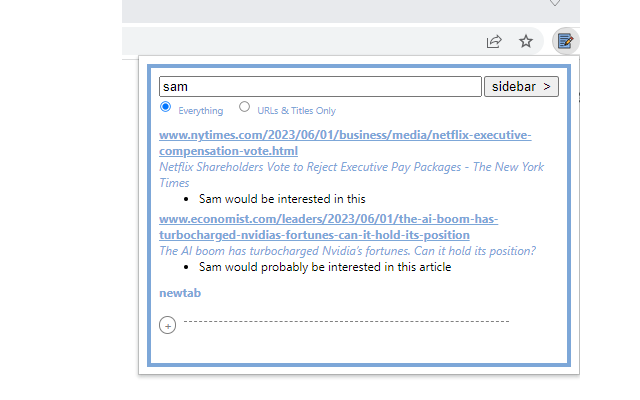 sam
sidebar >
Everything
URLs & Titles Only
www.nytimes.com/2023/06/01/business/media/netflix-executive-
compensation-vote.html
Netflix Shareholders Vote to Reject Executive Pay Packages - The New York
Times
Sam would be interested in this
www.economist.com/leaders/2023/06/01/the-ai-boom-has-
turbocharged-nvidias-fortunes-can-it-hold-its-position
The AI boom has turbocharged Nvidia's fortunes. Can it hold its position?
Sam would probably be interested in this article
newtab